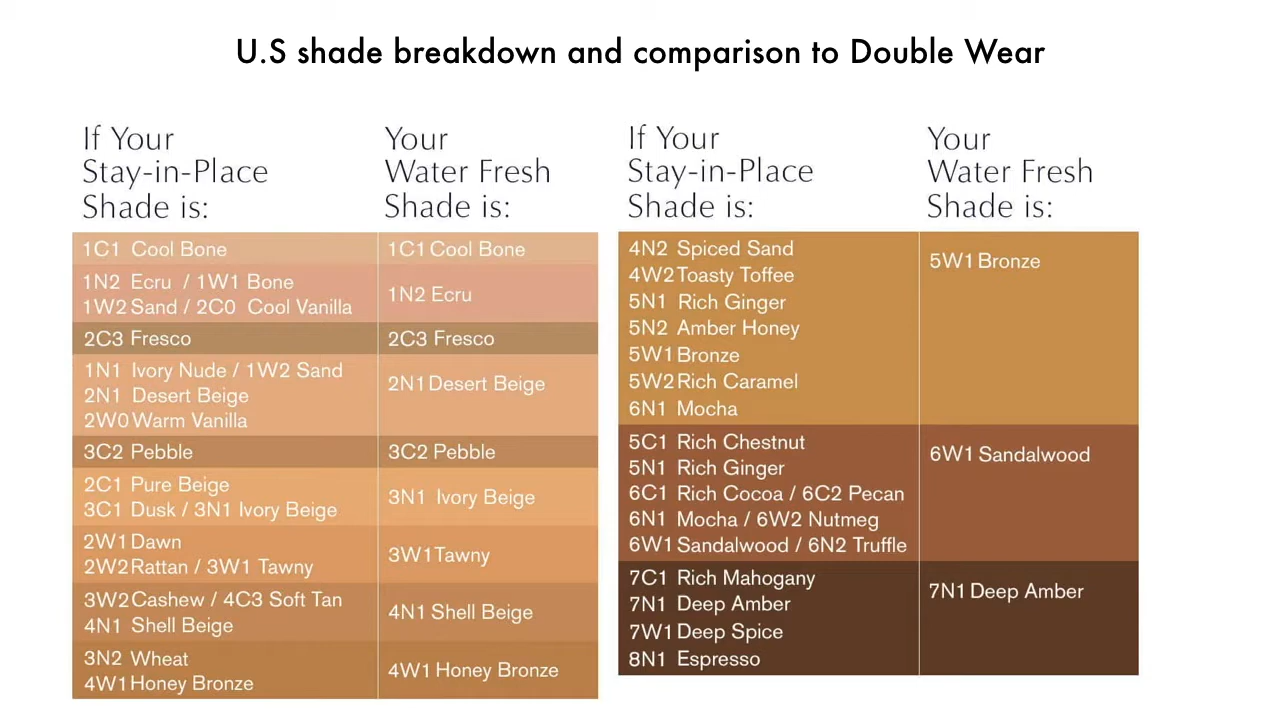 U.S shade breakdown and comparison to Double Wear
If Your
Stay-in-Place
Shade is:
Your
Water Fresh
Shade is:
1C1 Cool Bone
1C1 Cool Bone
1N2 Ecru / 1W1 Bone
1W2 Sand / 2C0 Cool Vanilla
1N2 Ecru
2C3 Fresco
2C3 Fresco
1N1 Ivory Nude / 1W2 Sand
2N1 Desert Beige
2W0 Warm Vanilla
2N1 Desert Beige
3C2 Pebble
3C2 Pebble
2C1 Pure Beige
3C1 Dusk / 3N1 Ivory Beige
3N1 Ivory Beige
2W1 Dawn
2W2 Rattan / 3W1 Tawny
3W1 Tawny
3W2 Cashew / 4C3 Soft Tan
4N1 Shell Beige
4N1 Shell Beige
3N2 Wheat
4W1 Honey Bronze
4W1 Honey Bronze
If Your
Stay-in-Place
Shade is:
Your
Water Fresh
Shade is:
4N2 Spiced Sand
4W2 Toasty Toffee
5N1 Rich Ginger
5N2 Amber Honey
5W1 Bronze
5W2 Rich Caramel
6N1 Mocha
5W1 Bronze
5C1 Rich Chestnut
5N1 Rich Ginger
6C1 Rich Cocoa / 6C2 Pecan
6N1 Mocha / 6W2 Nutmeg
6W1 Sandalwood / 6N2 Truffle
6W1 Sandalwood
7C1 Rich Mahogany
7N1 Deep Amber
7W1 Deep Spice
8N1 Espresso
7N1 Deep Amber